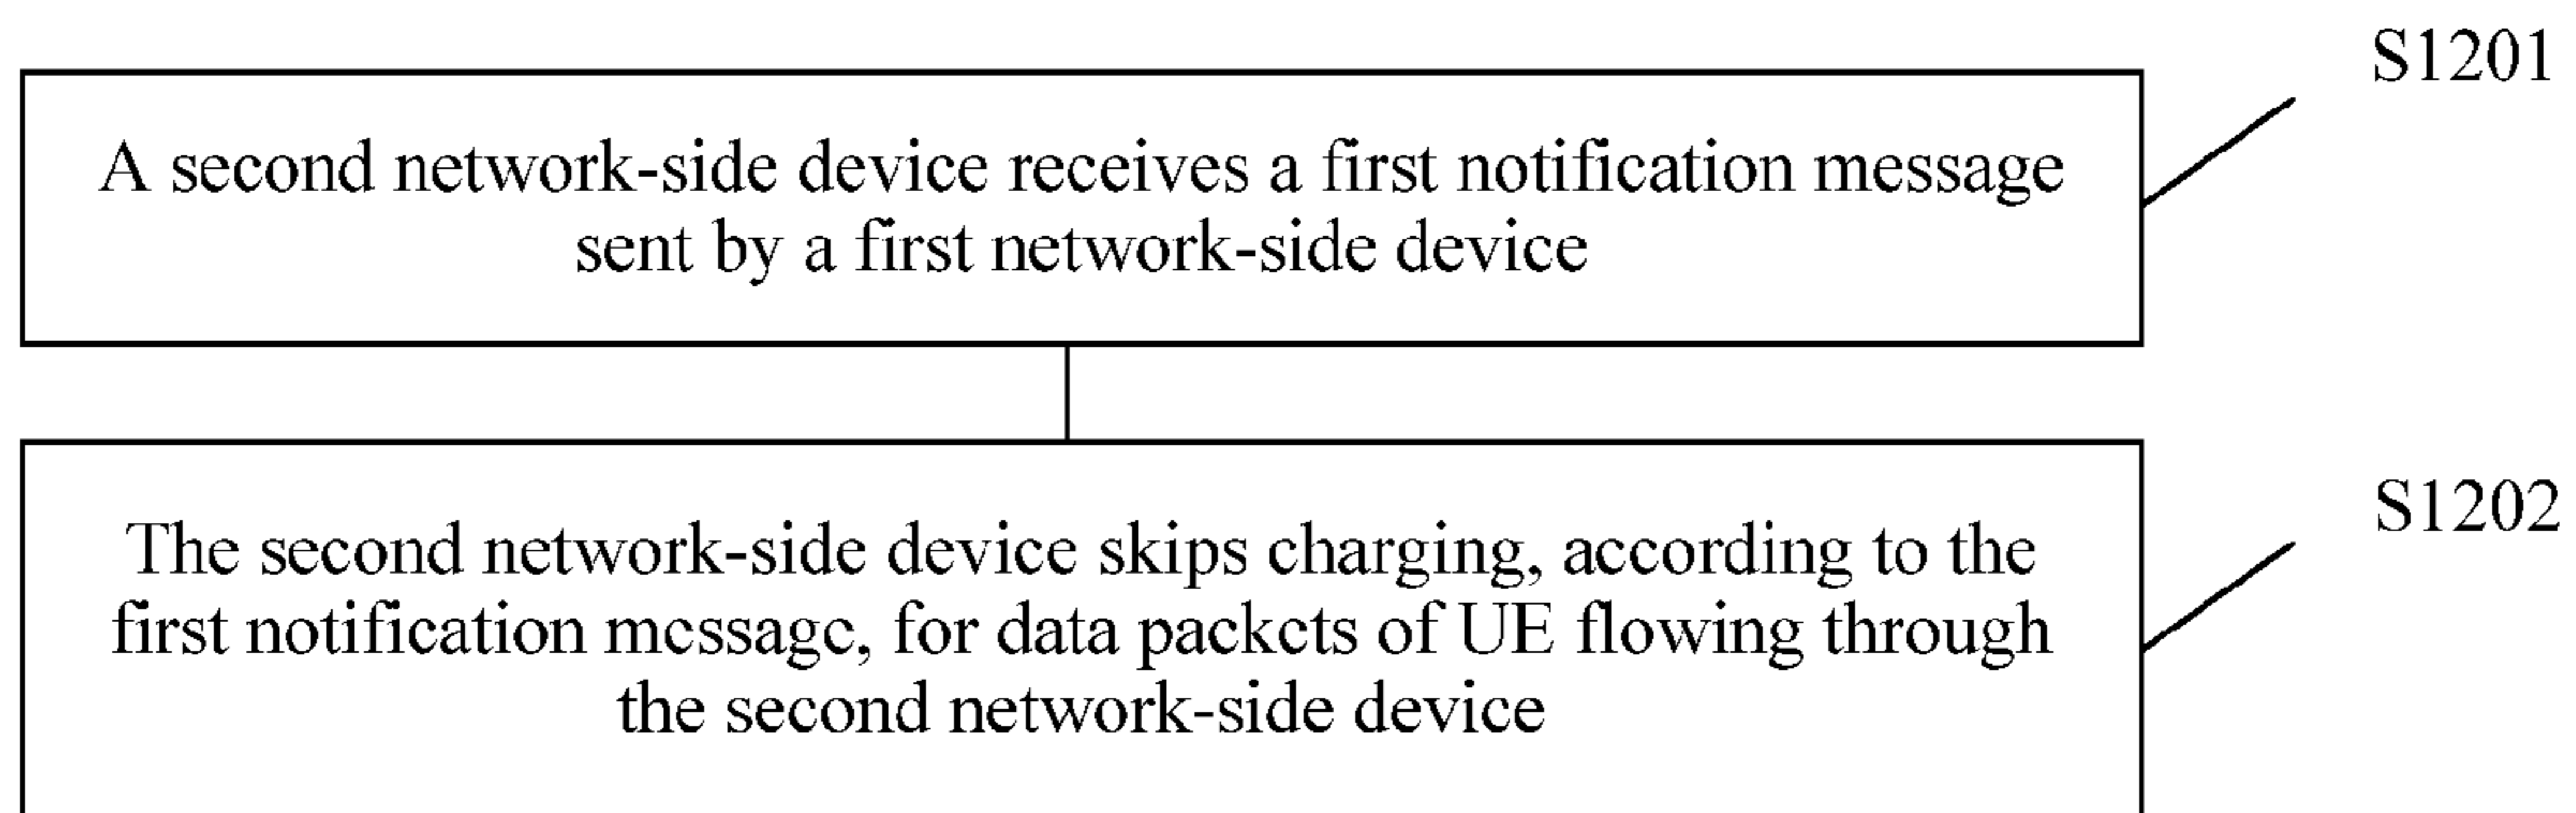 S1201
A second network-side device receives a first notification message
sent by a first network-side device
S1202
The second network-side device skips charging, according to the
first notification message, for data packets of UE flowing through
the second network-side device